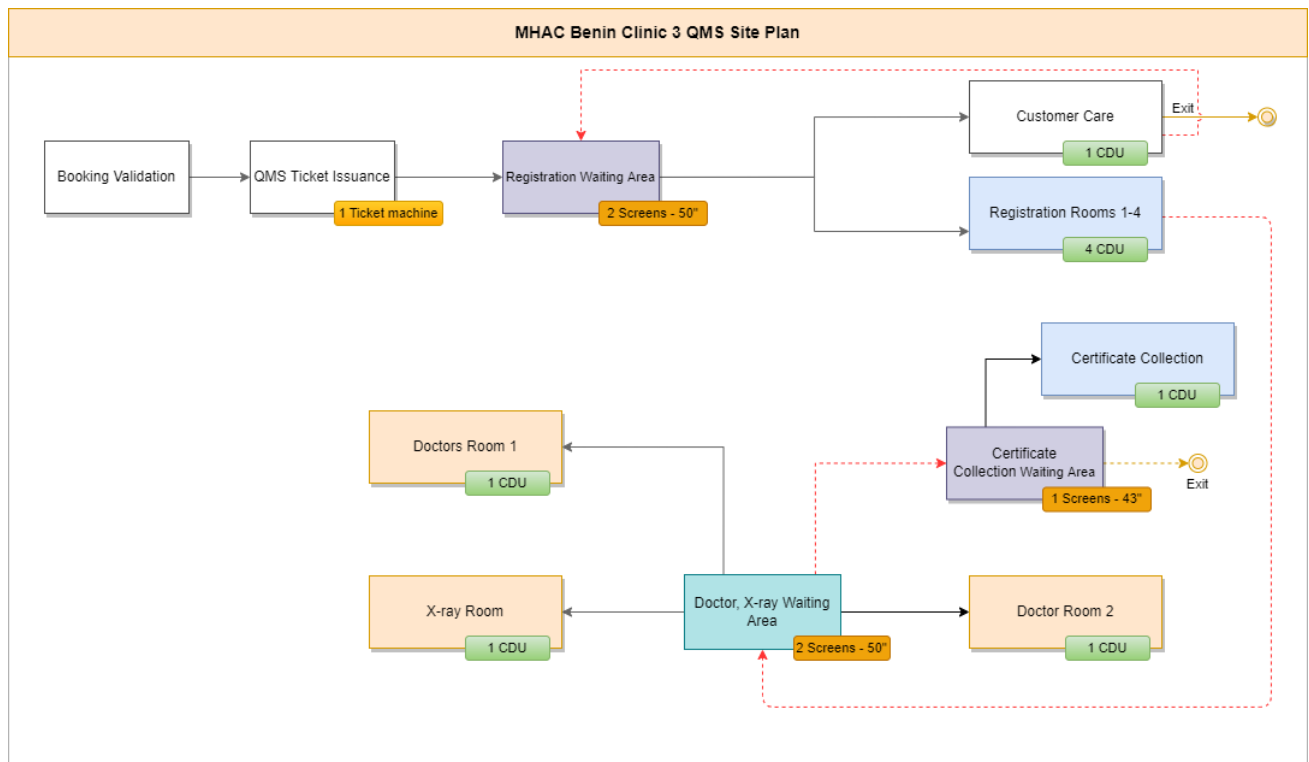 MHAC Benin Clinic 3 QMS Site Plan
Booking Validation
QMS Ticket Issuance
1 Ticket machine
Registration Waiting Area
2 Screens - 50"
Customer Care
1 CDU
Exit
Registration Rooms 1-4
4 CDU
Certificate Collection
1 CDU
Doctors Room 1
1 CDU
Certificate
Collection Waiting Area
1 Screens - 43"
Exit
X-ray Room
1 CDU
Doctor, X-ray Waiting
Area
2 Screens - 50"
Doctor Room 2
1 CDU